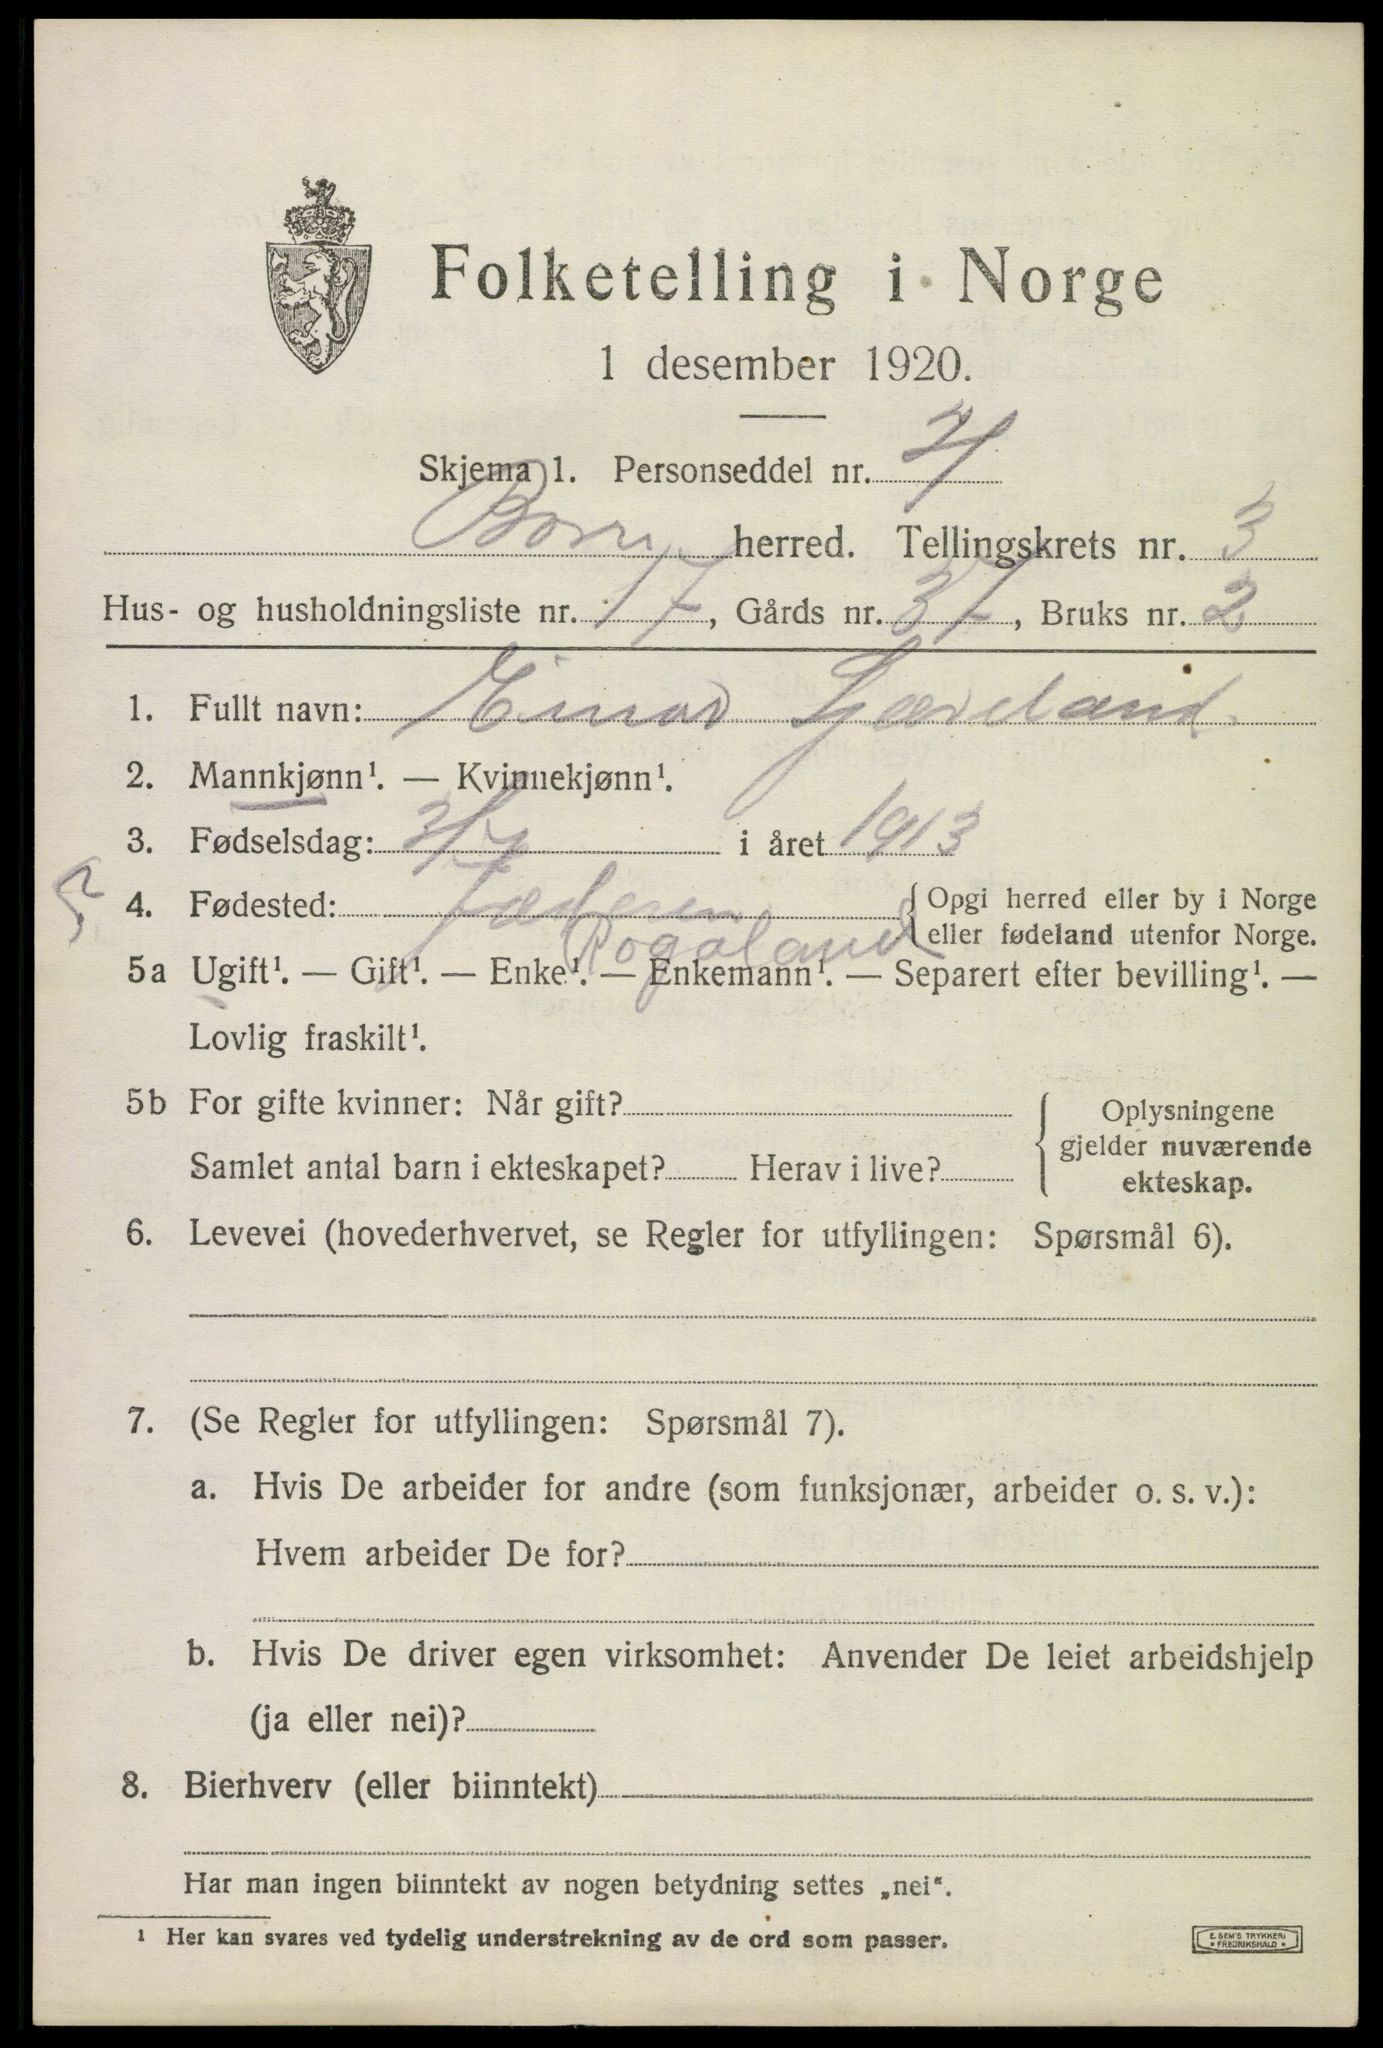 Folketelling i Norge
1 desember 1920.
Skjema 1. Personseddel nr. 4
Borre herred. Tellingskrets nr. 3
Hus- og husholdningsliste nr. 17, Gårds nr. 37, Bruks nr. 2
1. Fullt navn: Einar
2. Mannkjønn¹. — Kvinnekjønn¹.
3. Fødselsdag: i året 1913
4. Fødested: Jæderen { Opgi herred eller by i Norge
Rogaland eller fødeland utenfor Norge.
5a Ugift¹. — Gift¹. — Enke¹. — Enkemann¹. — Separert efter bevilling¹. —
Lovlig fraskilt¹.
5b For gifte kvinner: Når gift? { Oplysningene
gjelder nuværende
Samlet antal barn i ekteskapet? Herav i live? ekteskap.
6. Levevei (hovederhvervet, se Regler for utfyllingen: Spørsmål 6).
7. (Se Regler for utfyllingen: Spørsmål 7).
a. Hvis De arbeider for andre (som funksjonær, arbeider o. s. v.):
Hvem arbeider De for?
b. Hvis De driver egen virksomhet: Anvender De leiet arbeidshjelp
(ja eller nei)?
8. Bierhverv (eller biinntekt)
Har man ingen biinntekt av nogen betydning settes „nei“.
¹ Her kan svares ved tydelig understrekning av de ord som passer.
E. SEM'S TRYKKERI
• FREDRIKSHALD •